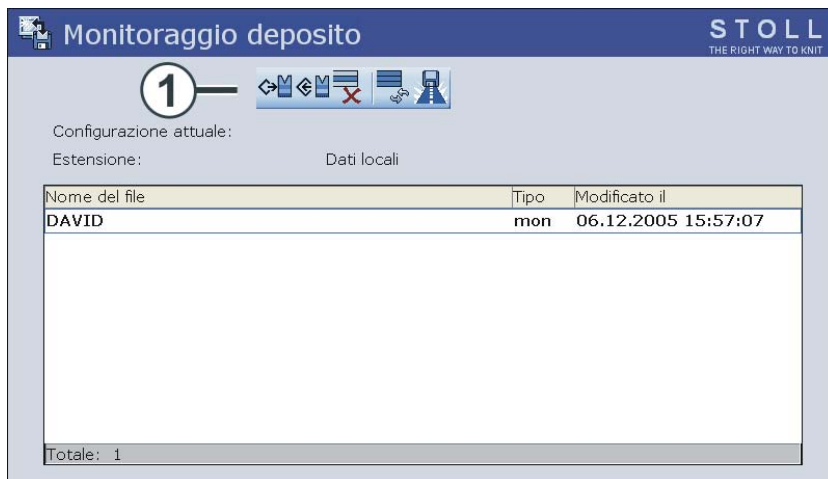 Monitoraggio deposito
STOLL
THE RIGHT WAY TO KNIT
1
Configurazione attuale:
Estensione: Dati locali
Nome del file Tipo Modificato il
DAVID mon 06.12.2005 15:57:07
Totale: 1